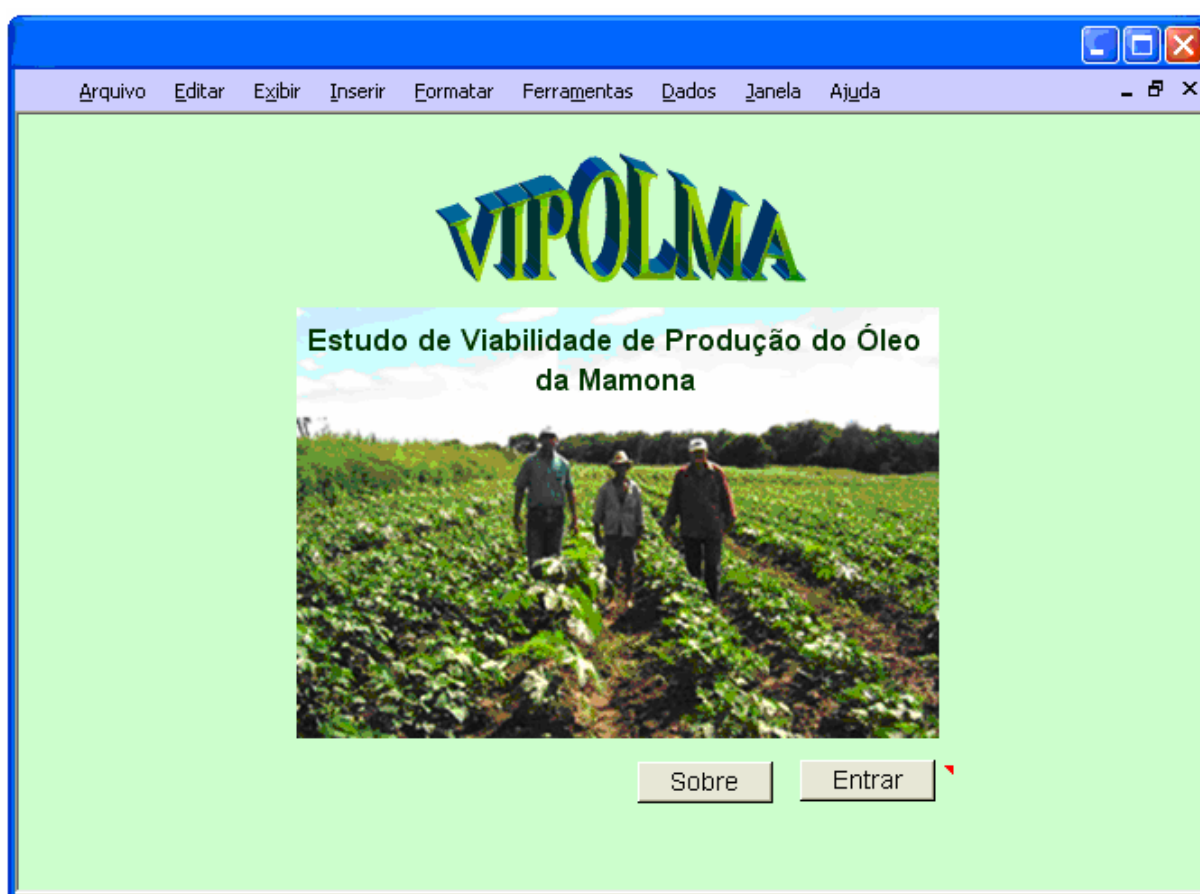 Arquivo Editar Exibir Inserir Formatar Ferramentas Dados Janela Ajuda
VIPOLMA
Estudo de Viabilidade de Produção do Óleo
da Mamona
Sobre Entrar